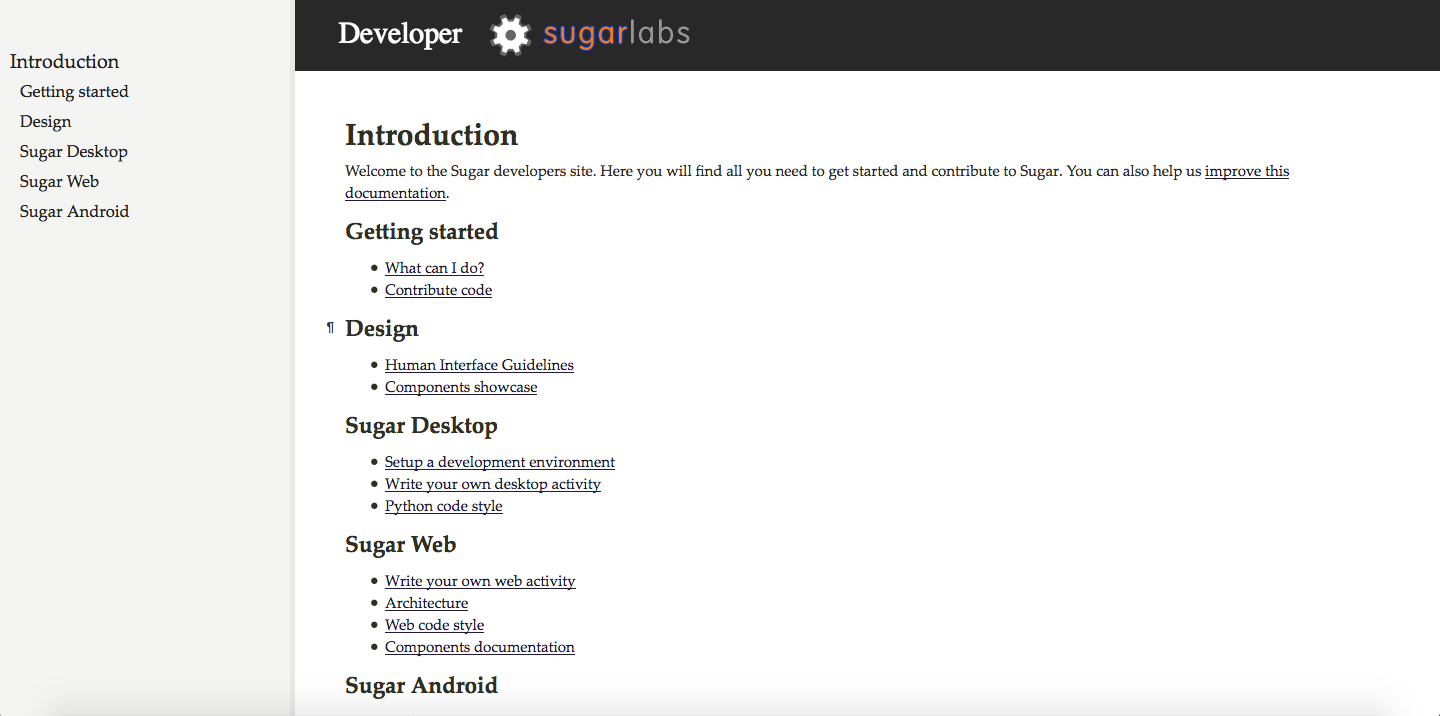 Introduction
Getting started
Design
Sugar Desktop
Sugar Web
Sugar Android
Developer sugarlabs
Introduction
Welcome to the Sugar developers site. Here you will find all you need to get started and contribute to Sugar. You can also help us improve this
documentation.
Getting started
• What can I do?
• Contribute code
¶ Design
• Human Interface Guidelines
• Components showcase
Sugar Desktop
• Setup a development environment
• Write your own desktop activity
• Python code style
Sugar Web
• Write your own web activity
• Architecture
• Web code style
• Components documentation
Sugar Android